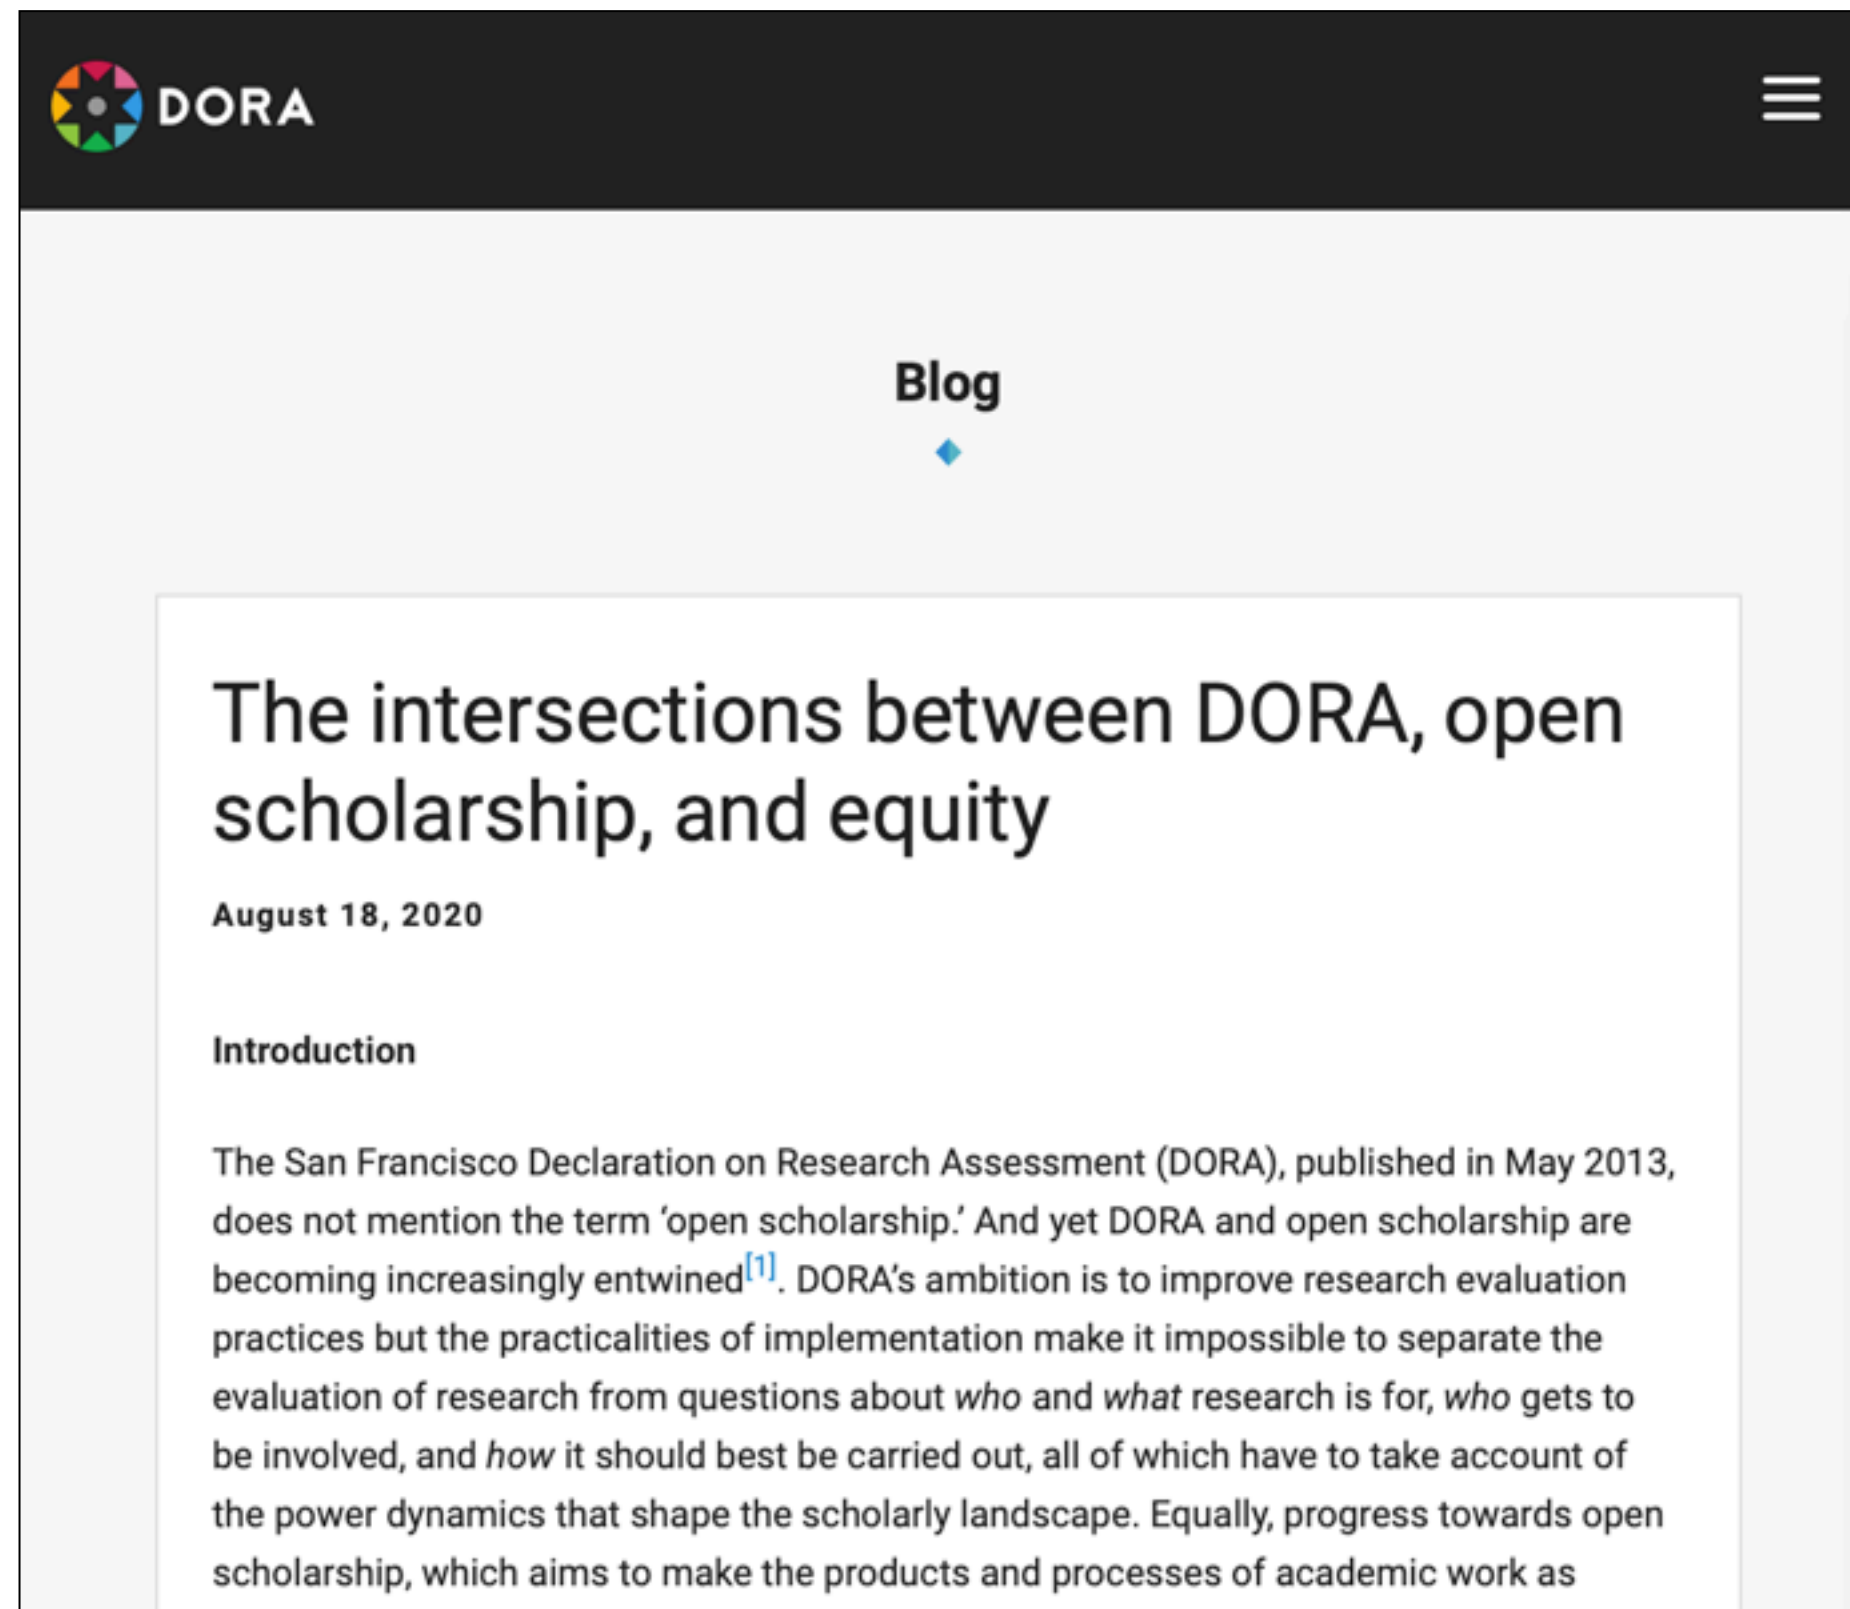 DORA
Blog
The intersections between DORA, open
scholarship, and equity
August 18, 2020
Introduction
The San Francisco Declaration on Research Assessment (DORA), published in May 2013,
does not mention the term ‘open scholarship.’ And yet DORA and open scholarship are
becoming increasingly entwined[1]. DORA’s ambition is to improve research evaluation
practices but the practicalities of implementation make it impossible to separate the
evaluation of research from questions about who and what research is for, who gets to
be involved, and how it should best be carried out, all of which have to take account of
the power dynamics that shape the scholarly landscape. Equally, progress towards open
scholarship, which aims to make the products and processes of academic work as